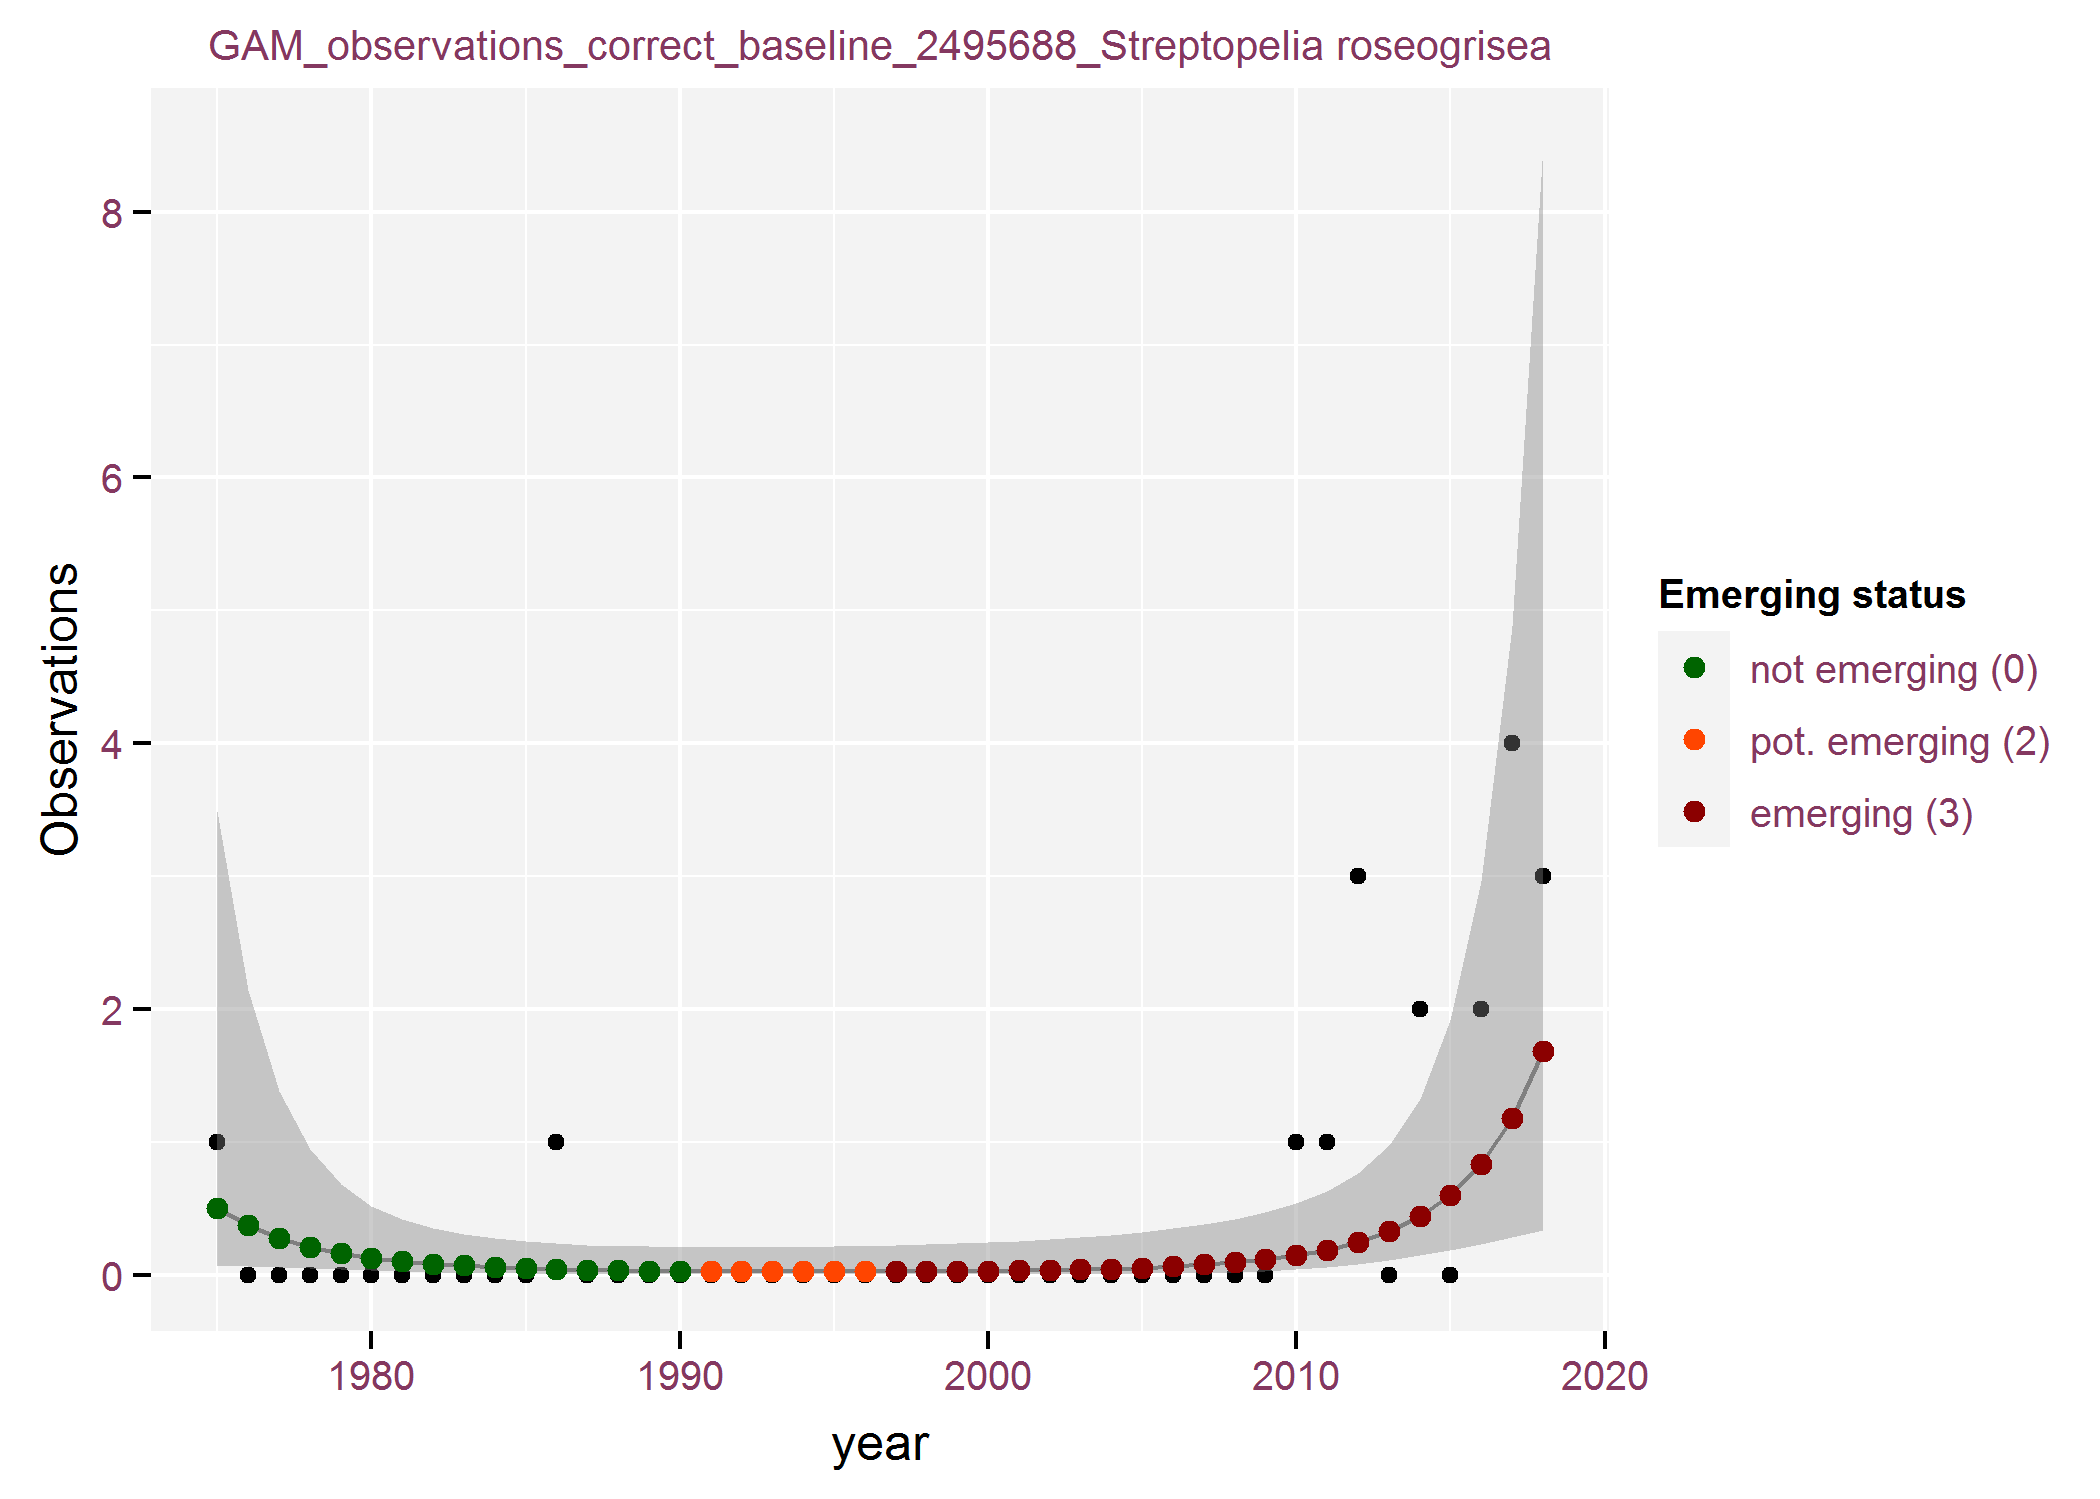 GAM_observations_correct_baseline_2495688_Streptopelia roseogrisea
Observations
8
6
4
2
0
1980
1990
2000
2010
2020
year
Emerging status
not emerging (0)
pot. emerging (2)
emerging (3)